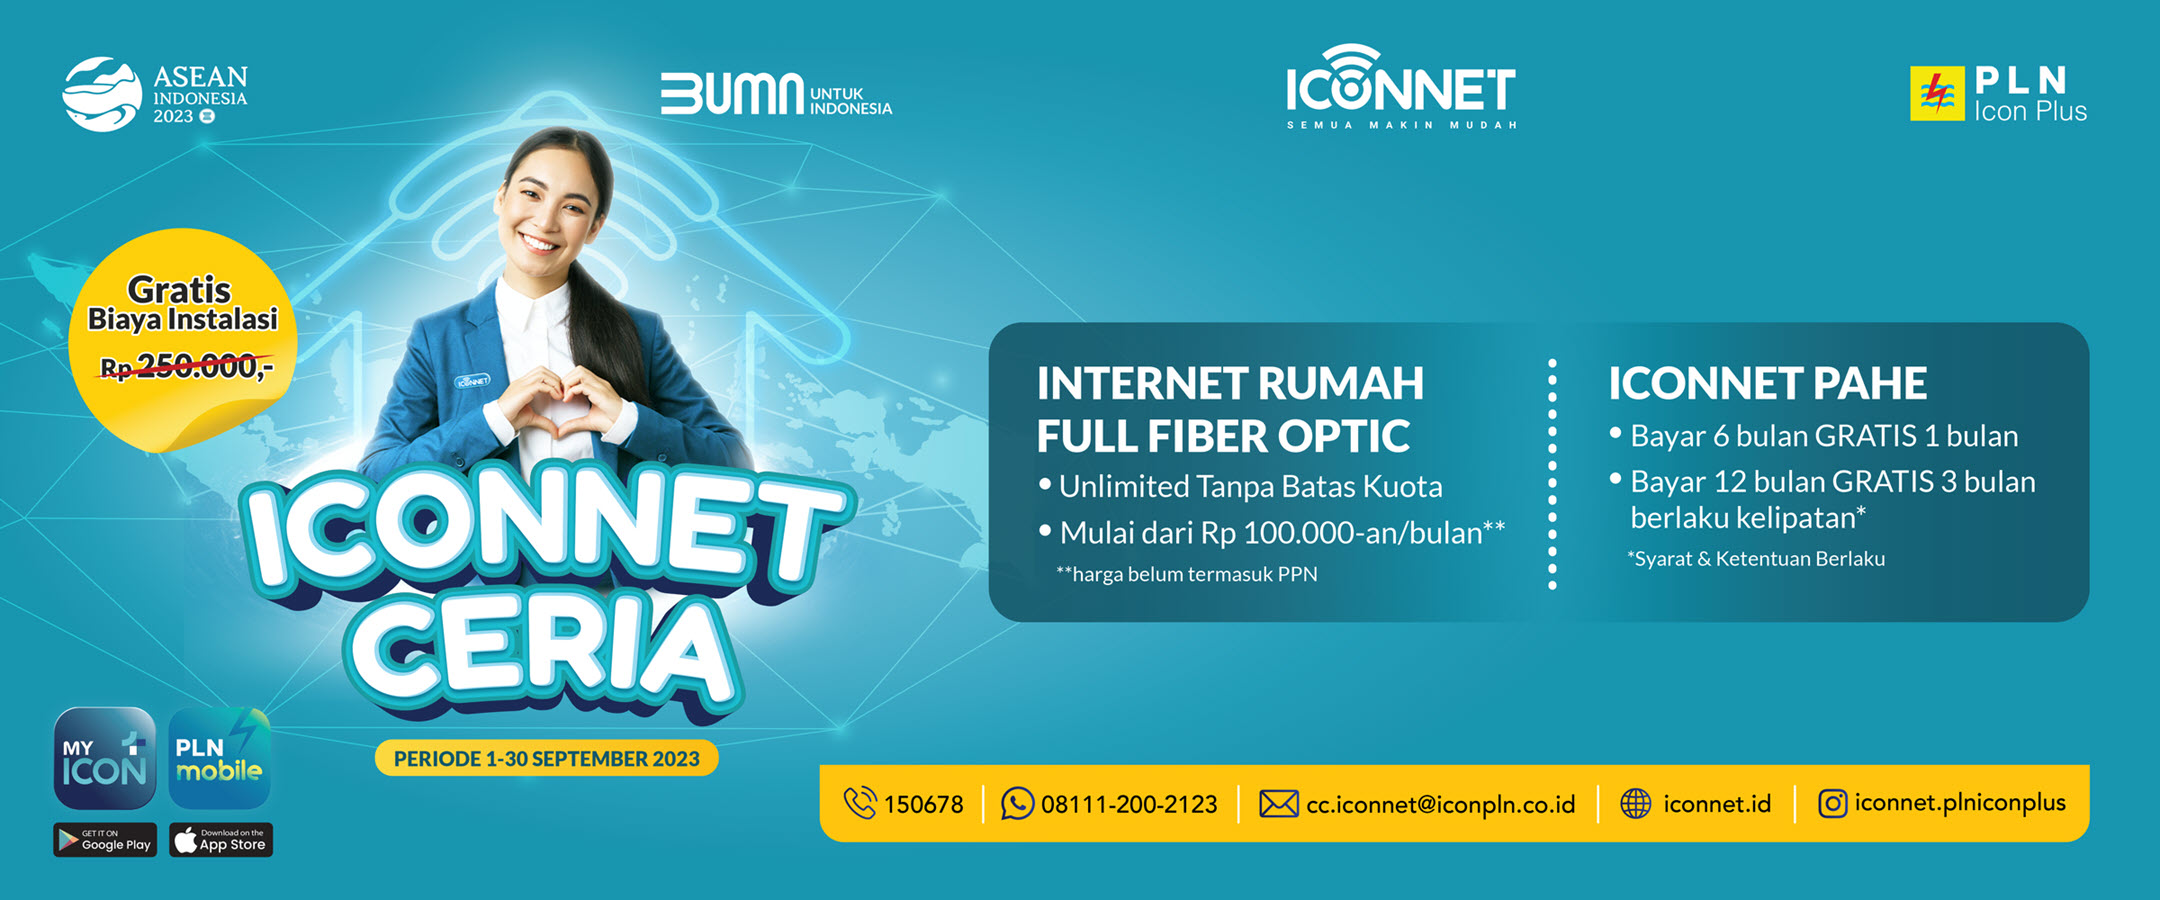 ASEAN
INDONESIA
2023
BUMN UNTUK
INDONESIA
ICONNET
SEMUA MAKIN MUDAH
PLN
Icon Plus
Gratis
Biaya Instalasi
Rp 250.000,-
ICONNET
ICONNET
CERIA
PERIODE 1-30 SEPTEMBER 2023
INTERNET RUMAH
FULL FIBER OPTIC
• Unlimited Tanpa Batas Kuota
• Mulai dari Rp 100.000-an/bulan**
**harga belum termasuk PPN
ICONNET PAHE
• Bayar 6 bulan GRATIS 1 bulan
• Bayar 12 bulan GRATIS 3 bulan
berlaku kelipatan*
*Syarat & Ketentuan Berlaku
MY
ICON+
PLN
mobile
GET IT ON
Google Play
Download on the
App Store
150678
08111-200-2123
cc.iconnet@iconpln.co.id
iconnet.id
iconnet.plniconplus